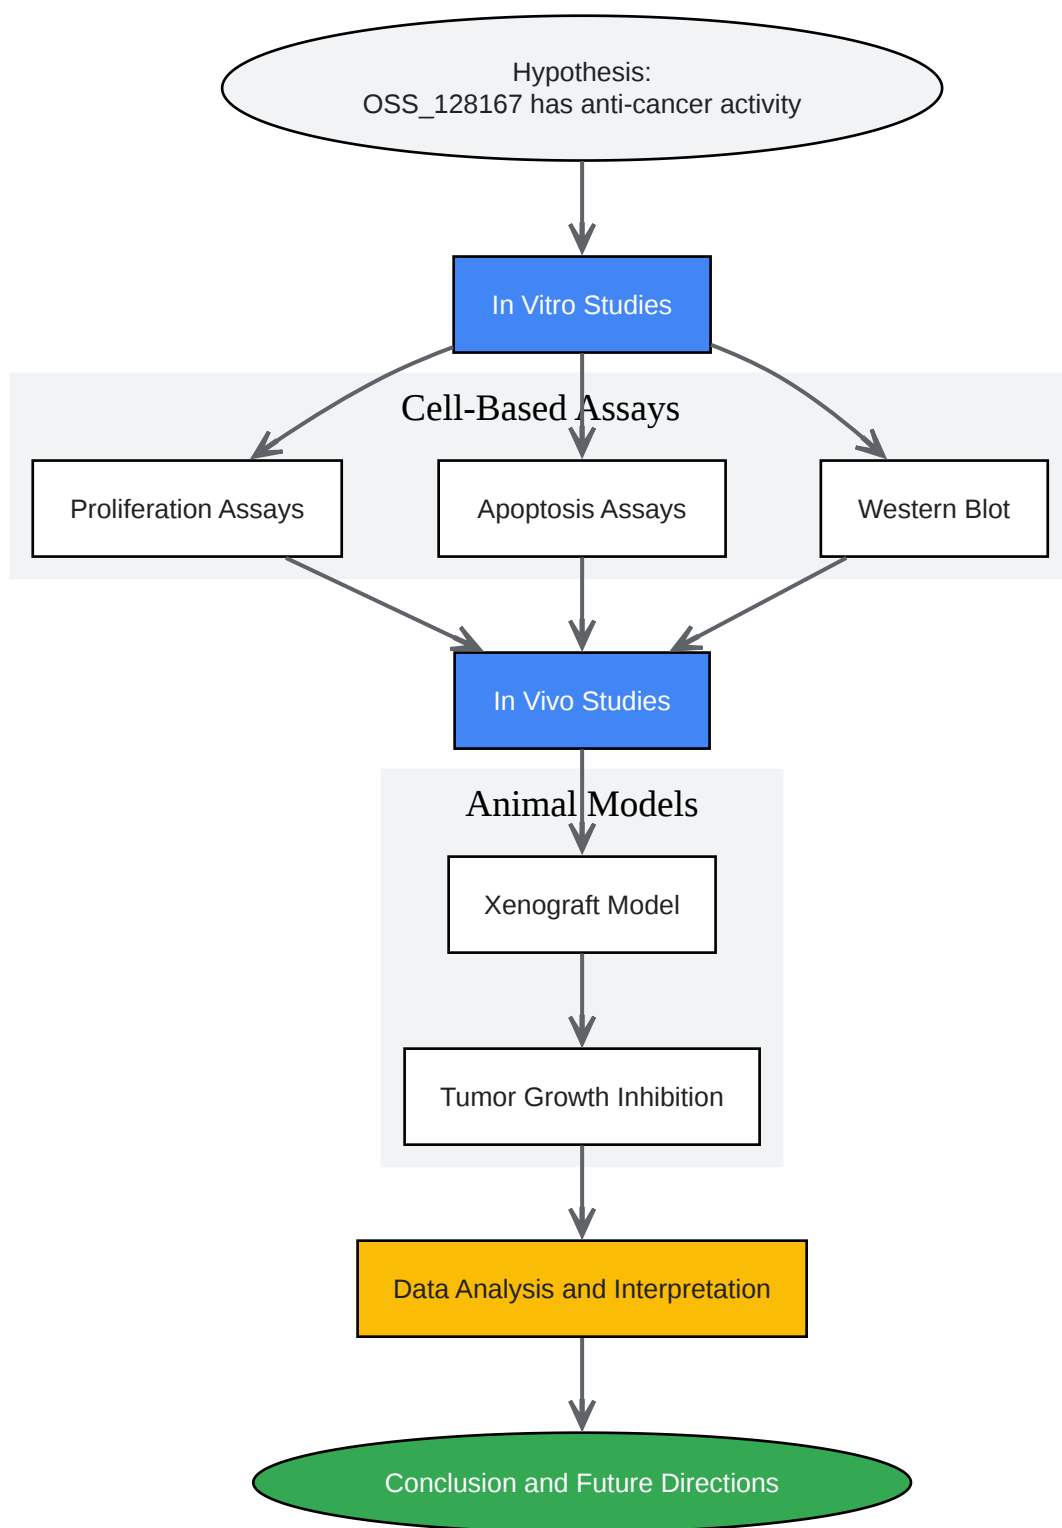 Hypothesis:
OSS_128167 has anti-cancer activity
In Vitro Studies
Cell-Based Assays
Proliferation Assays
Apoptosis Assays
Western Blot
In Vivo Studies
Animal Models
Xenograft Model
Tumor Growth Inhibition
Data Analysis and Interpretation
Conclusion and Future Directions